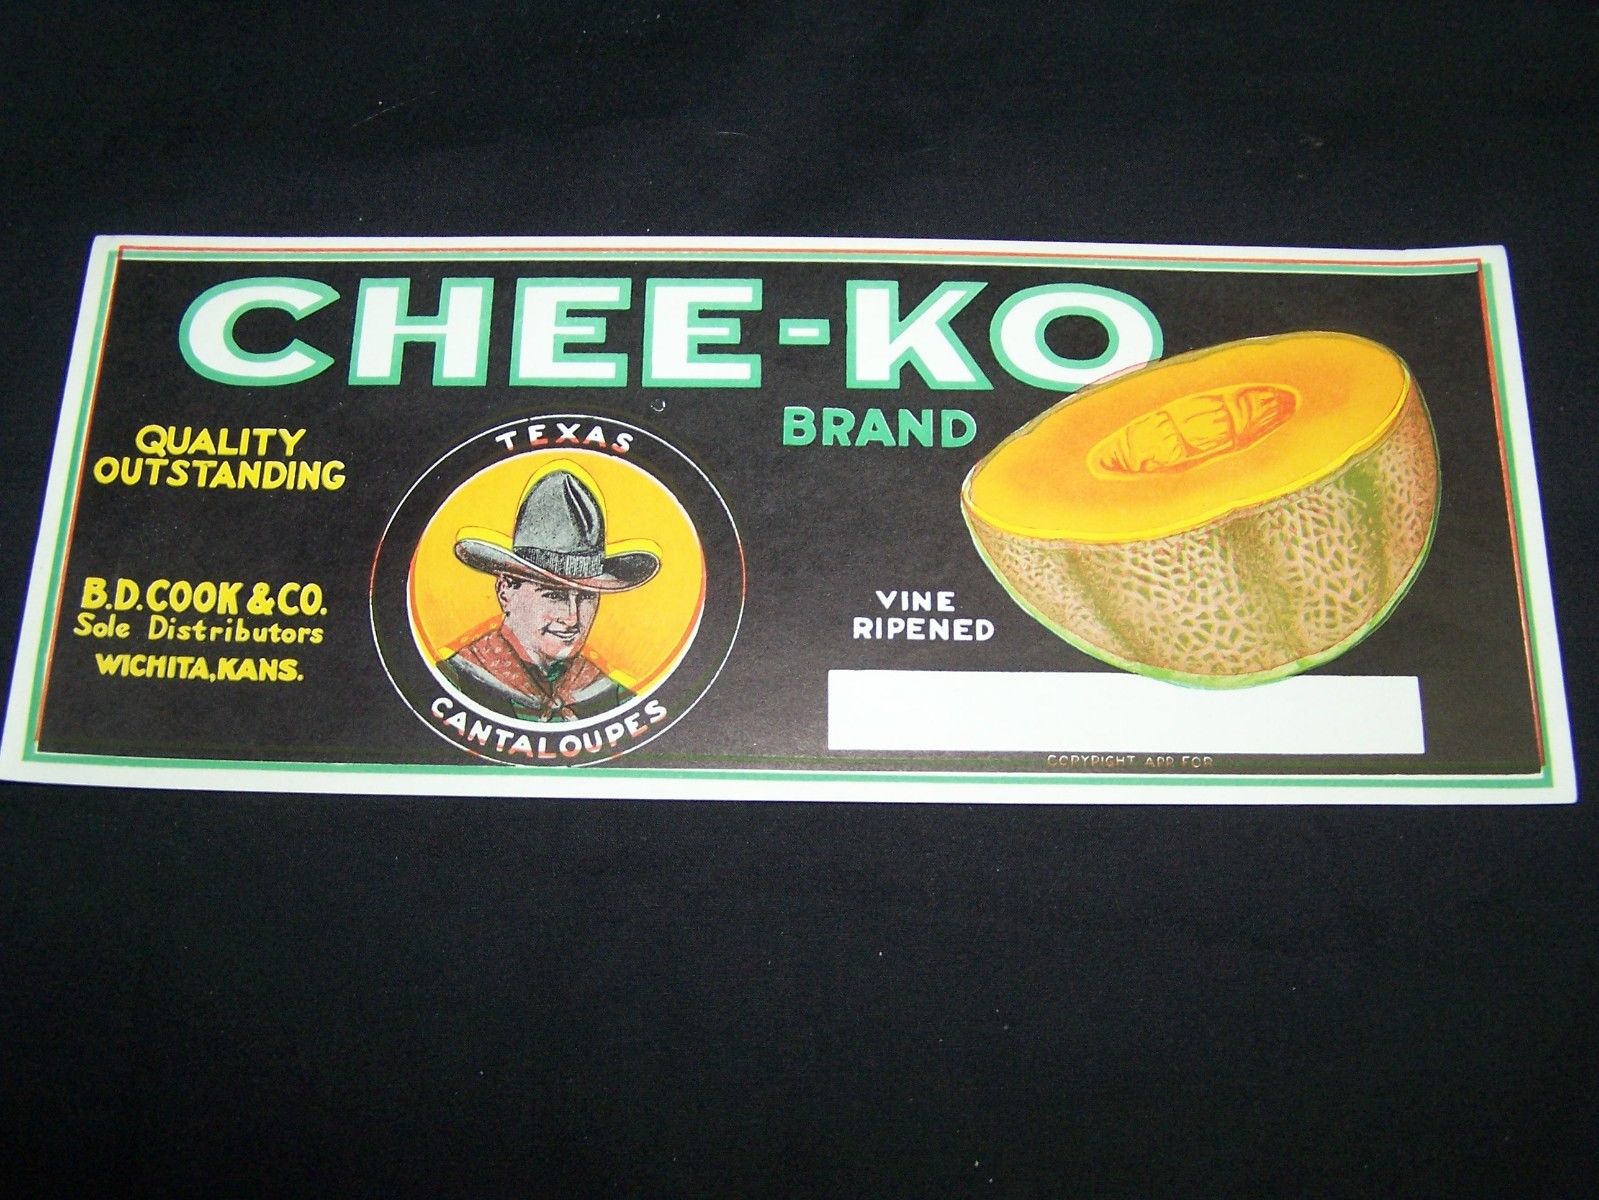 CHEE-KO
BRAND
QUALITY
OUTSTANDING
B.D. COOK & CO.
Sole Distributors
WICHITA, KANS.
TEXAS
CANTALOUPES
VINE
RIPENED
COPYRIGHT APP. FOR